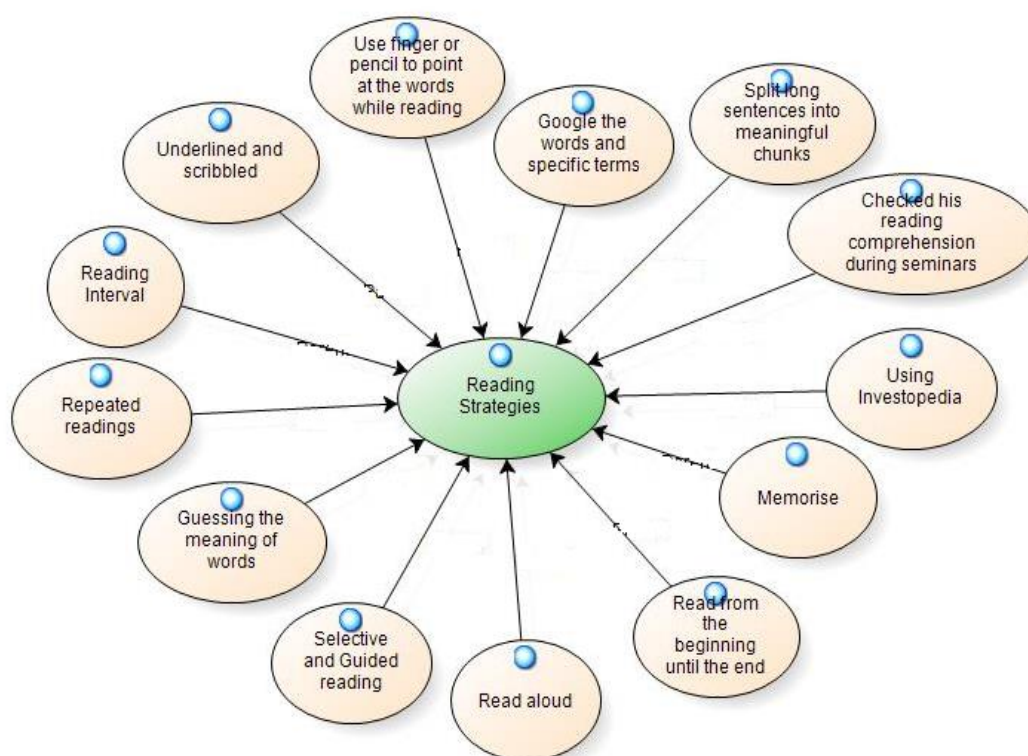 Use finger or
pencil to point
at the words
while reading
Split long
sentences into
meaningful
chunks
Google the
words and
specific terms
Underlined and
scribbled
Checked his
reading
comprehension
during seminars
Reading
Interval
Using
Investopedia
Reading
Strategies
Repeated
readings
Memorise
Guessing the
meaning of
words
Read from
the
beginning
until the end
Selective
and Guided
reading
Read aloud